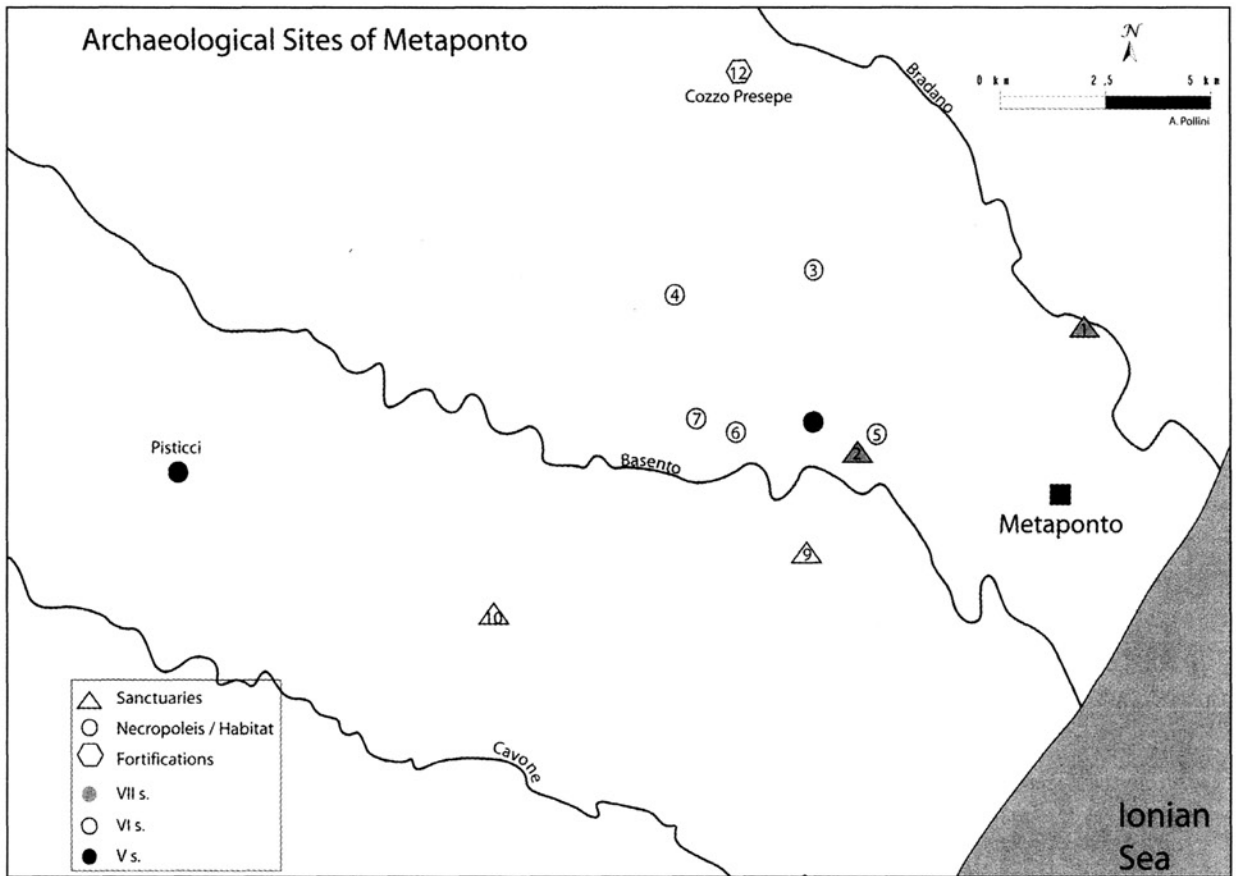 Archaeological Sites of Metaponto
N
0 km 2.5 5 km
A. Pollini
Bradano
12
Cozzo Presepe
3
4
1
7
6
5
2
Pisticci
Basento
Metaponto
9
10
Cavone
Sanctuaries
Necropoleis / Habitat
Fortifications
VII s.
VI s.
V s.
Ionian
Sea